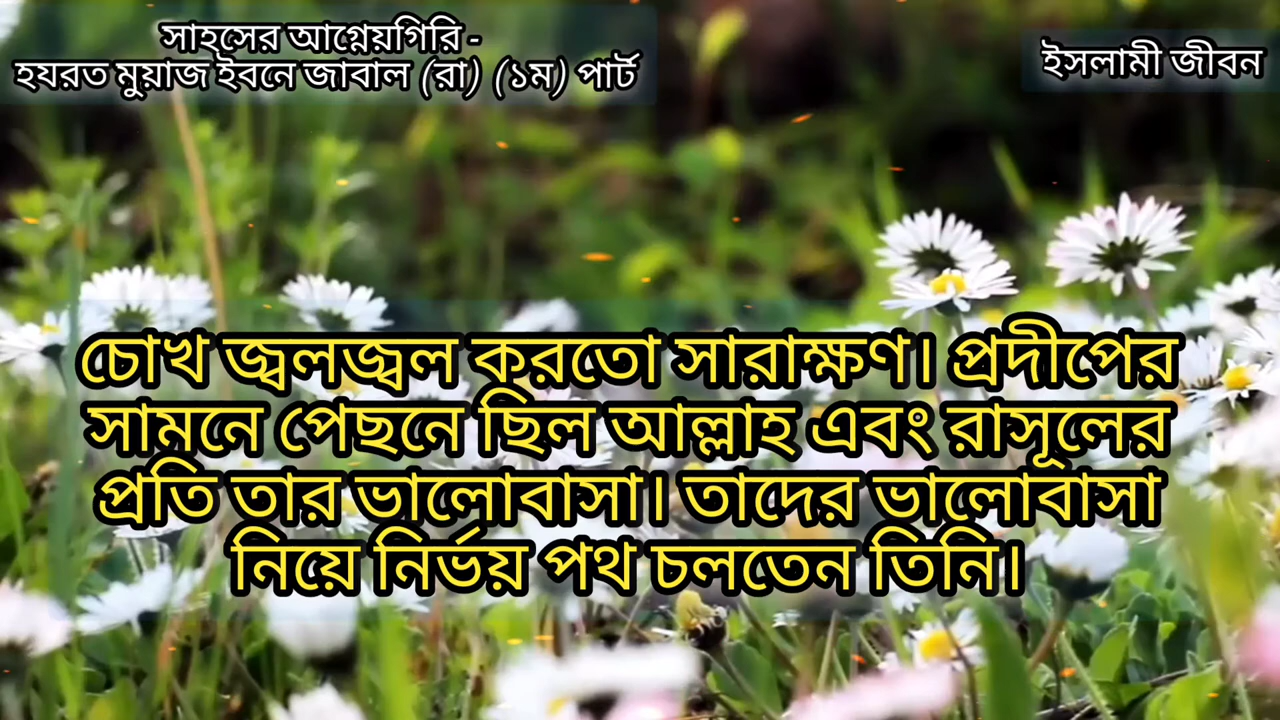 সাহসের আগ্নেয়গিরি -
হযরত মুয়াজ ইবনে জাবাল (রা) (১ম) পার্ট
ইসলামী জীবন
চোখ জ্বলজ্বল করতো সারাক্ষণ। প্রদীপের
সামনে পেছনে ছিল আল্লাহ এবং রাসূলের
প্রতি তার ভালোবাসা। তাদের ভালোবাসা
নিয়ে নির্ভয় পথ চলতেন তিনি।